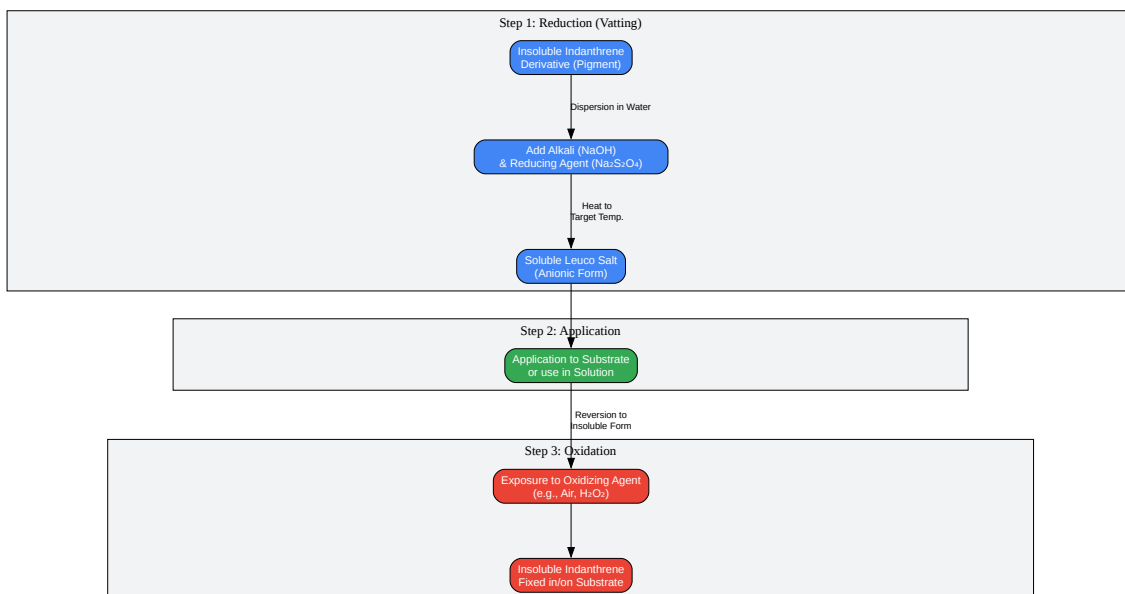 Step 1: Reduction (Vatting)
Insoluble Indanthrene
Derivative (Pigment)
Dispersion in Water
Add Alkali (NaOH)
& Reducing Agent (Na₂S₂O₄)
Heat to
Target Temp.
Soluble Leuco Salt
(Anionic Form)
Step 2: Application
Application to Substrate
or use in Solution
Reversion to
Insoluble Form
Step 3: Oxidation
Exposure to Oxidizing Agent
(e.g., Air, H₂O₂)
Insoluble Indanthrene
Fixed in/on Substrate